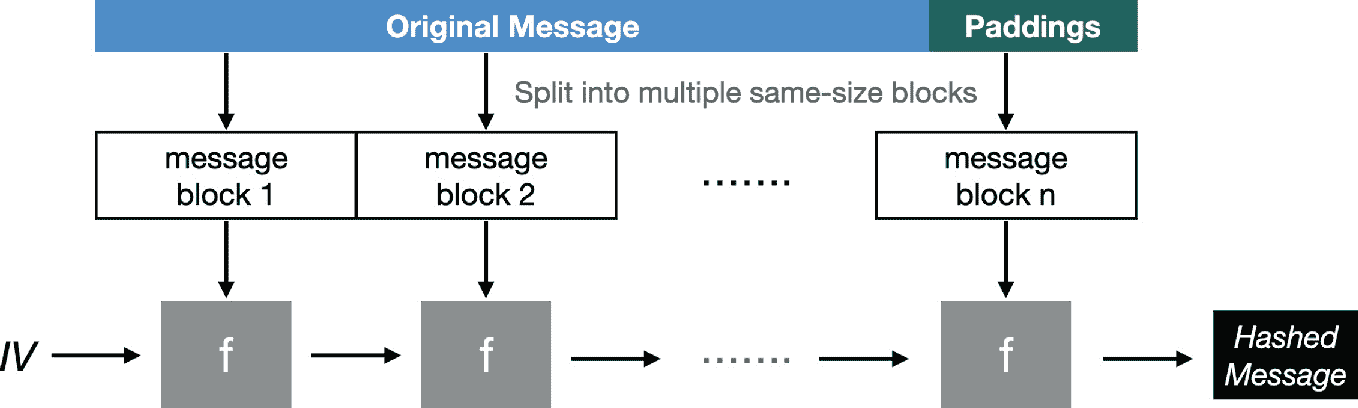 Original Message
Paddings
Split into multiple same-size blocks
message
block 1
message
block 2
.......
message
block n
IV
f
f
.......
f
Hashed
Message